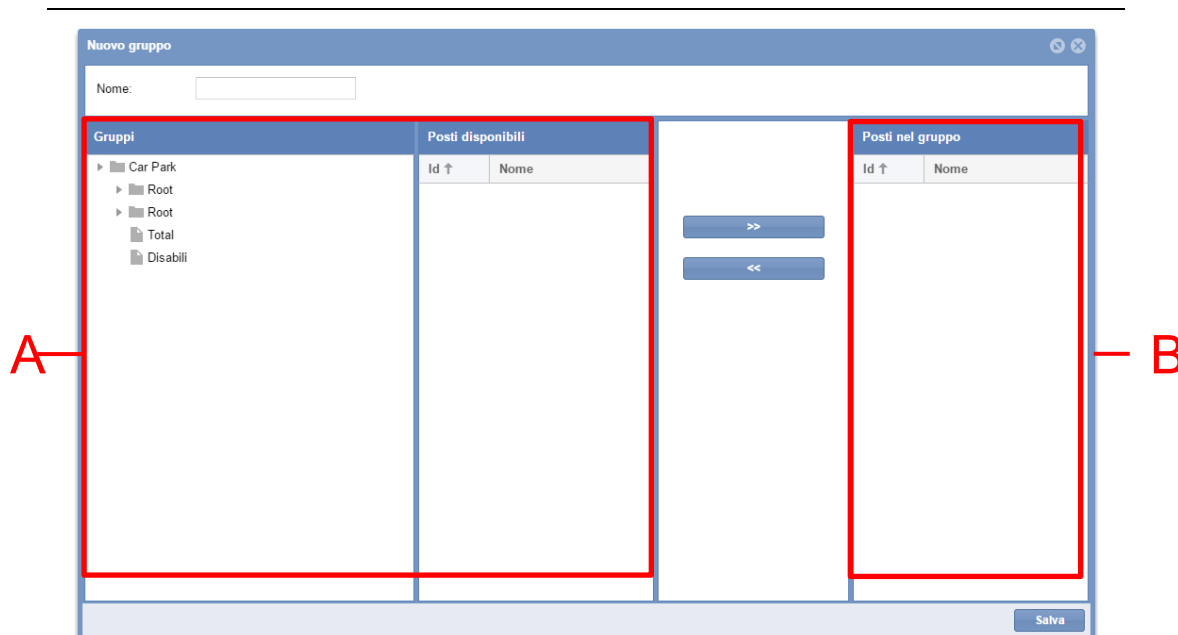 Nuovo gruppo
Nome:
Gruppi
Posti disponibili
Posti nel gruppo
Id Nome
Id Nome
Car Park
Root
Root
Total
Disabili
>>
<<
A
B
Salva